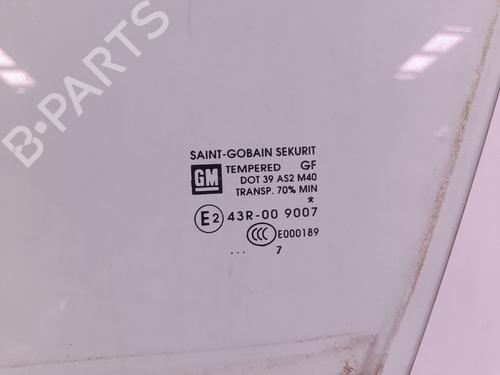 B-PARTS
SAINT-GOBAIN SEKURIT
GM TEMPERED GF
DOT 39 AS2 M40
TRANSP. 70% MIN
*
E2 43R-00 9007
CCC E000189
... 7